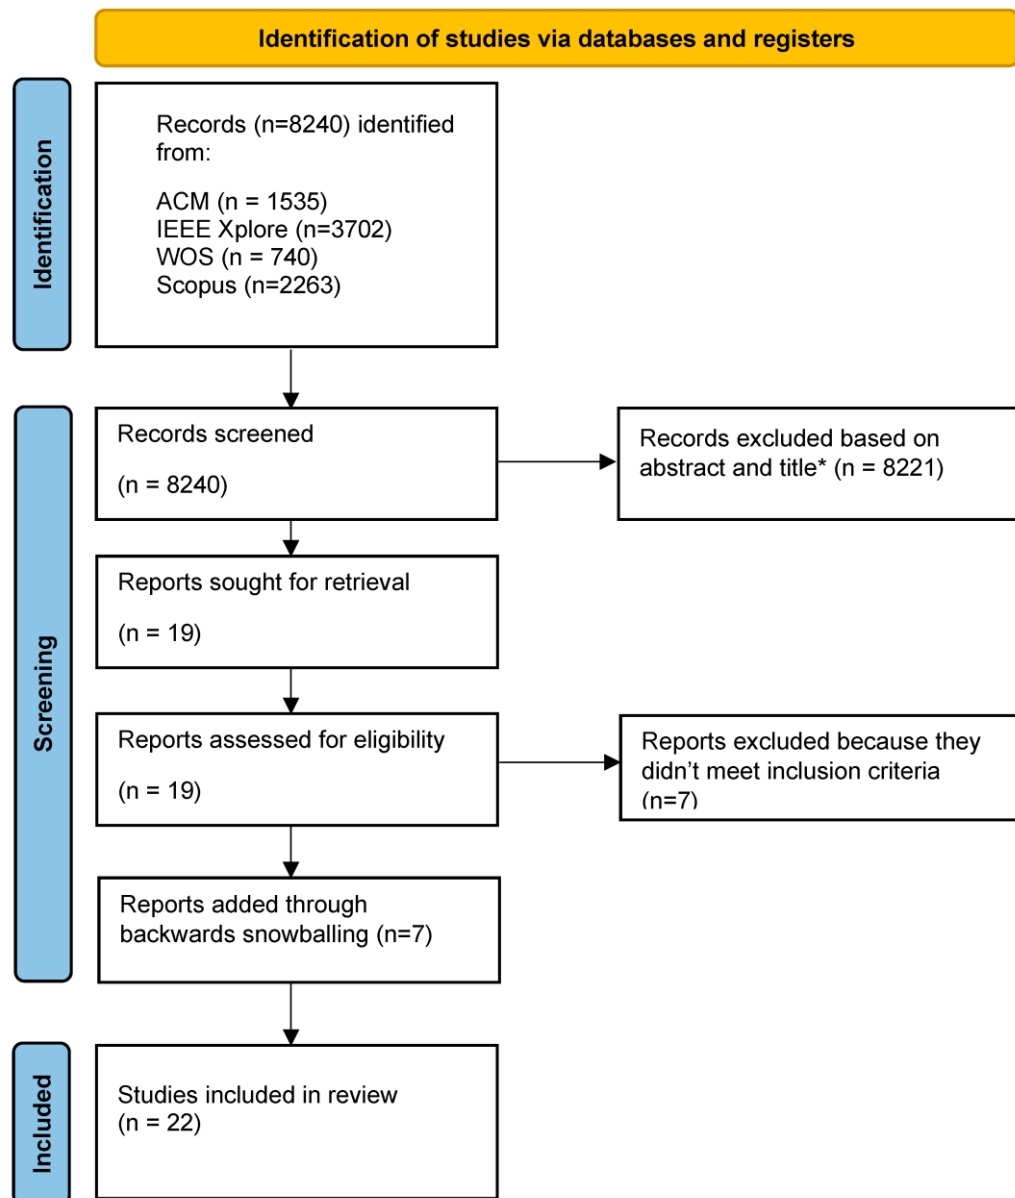 Identification of studies via databases and registers
Identification
Records (n=8240) identified
from:
ACM (n = 1535)
IEEE Xplore (n=3702)
WOS (n = 740)
Scopus (n=2263)
Screening
Records screened
(n = 8240)
Records excluded based on
abstract and title* (n = 8221)
Reports sought for retrieval
(n = 19)
Reports assessed for eligibility
(n = 19)
Reports excluded because they
didn’t meet inclusion criteria
(n=7)
Reports added through
backwards snowballing (n=7)
Included
Studies included in review
(n = 22)